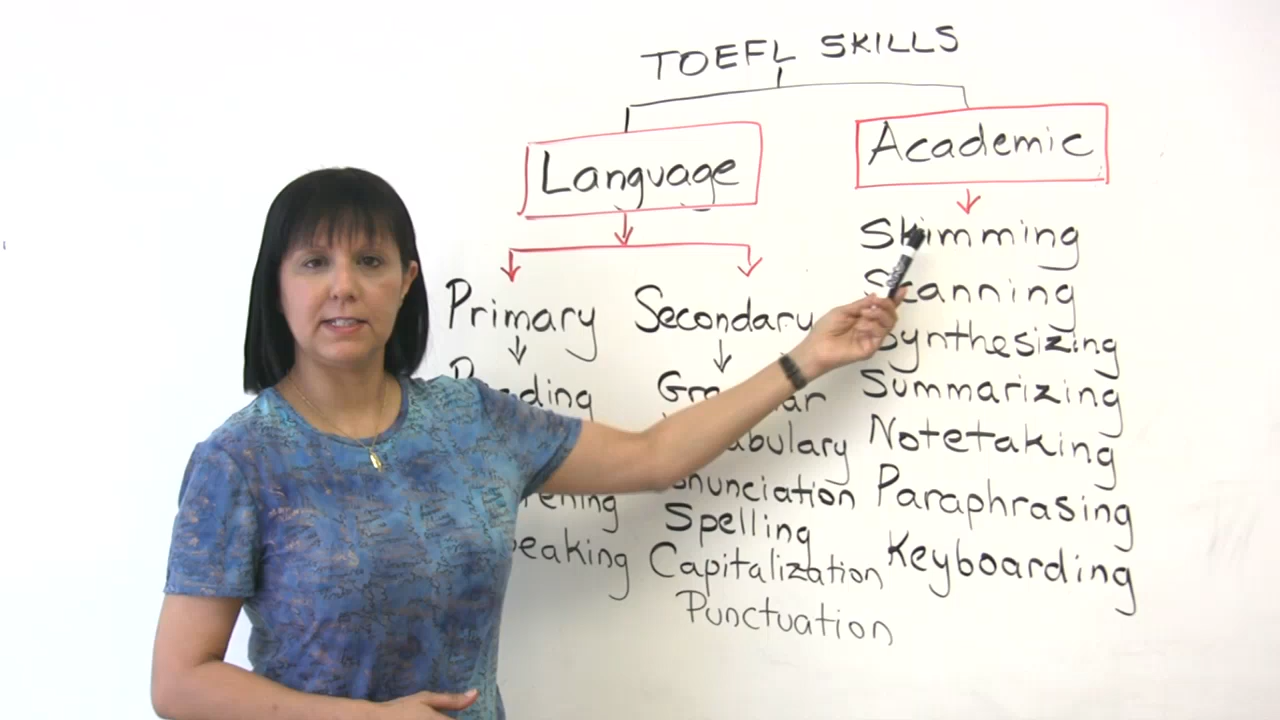 TOEFL SKILLS
Language
Primary
Secondary
Spelling
Capitalization
Punctuation
Academic
Skimming
Scanning
Synthesizing
Summarizing
Notetaking
Paraphrasing
Keyboarding